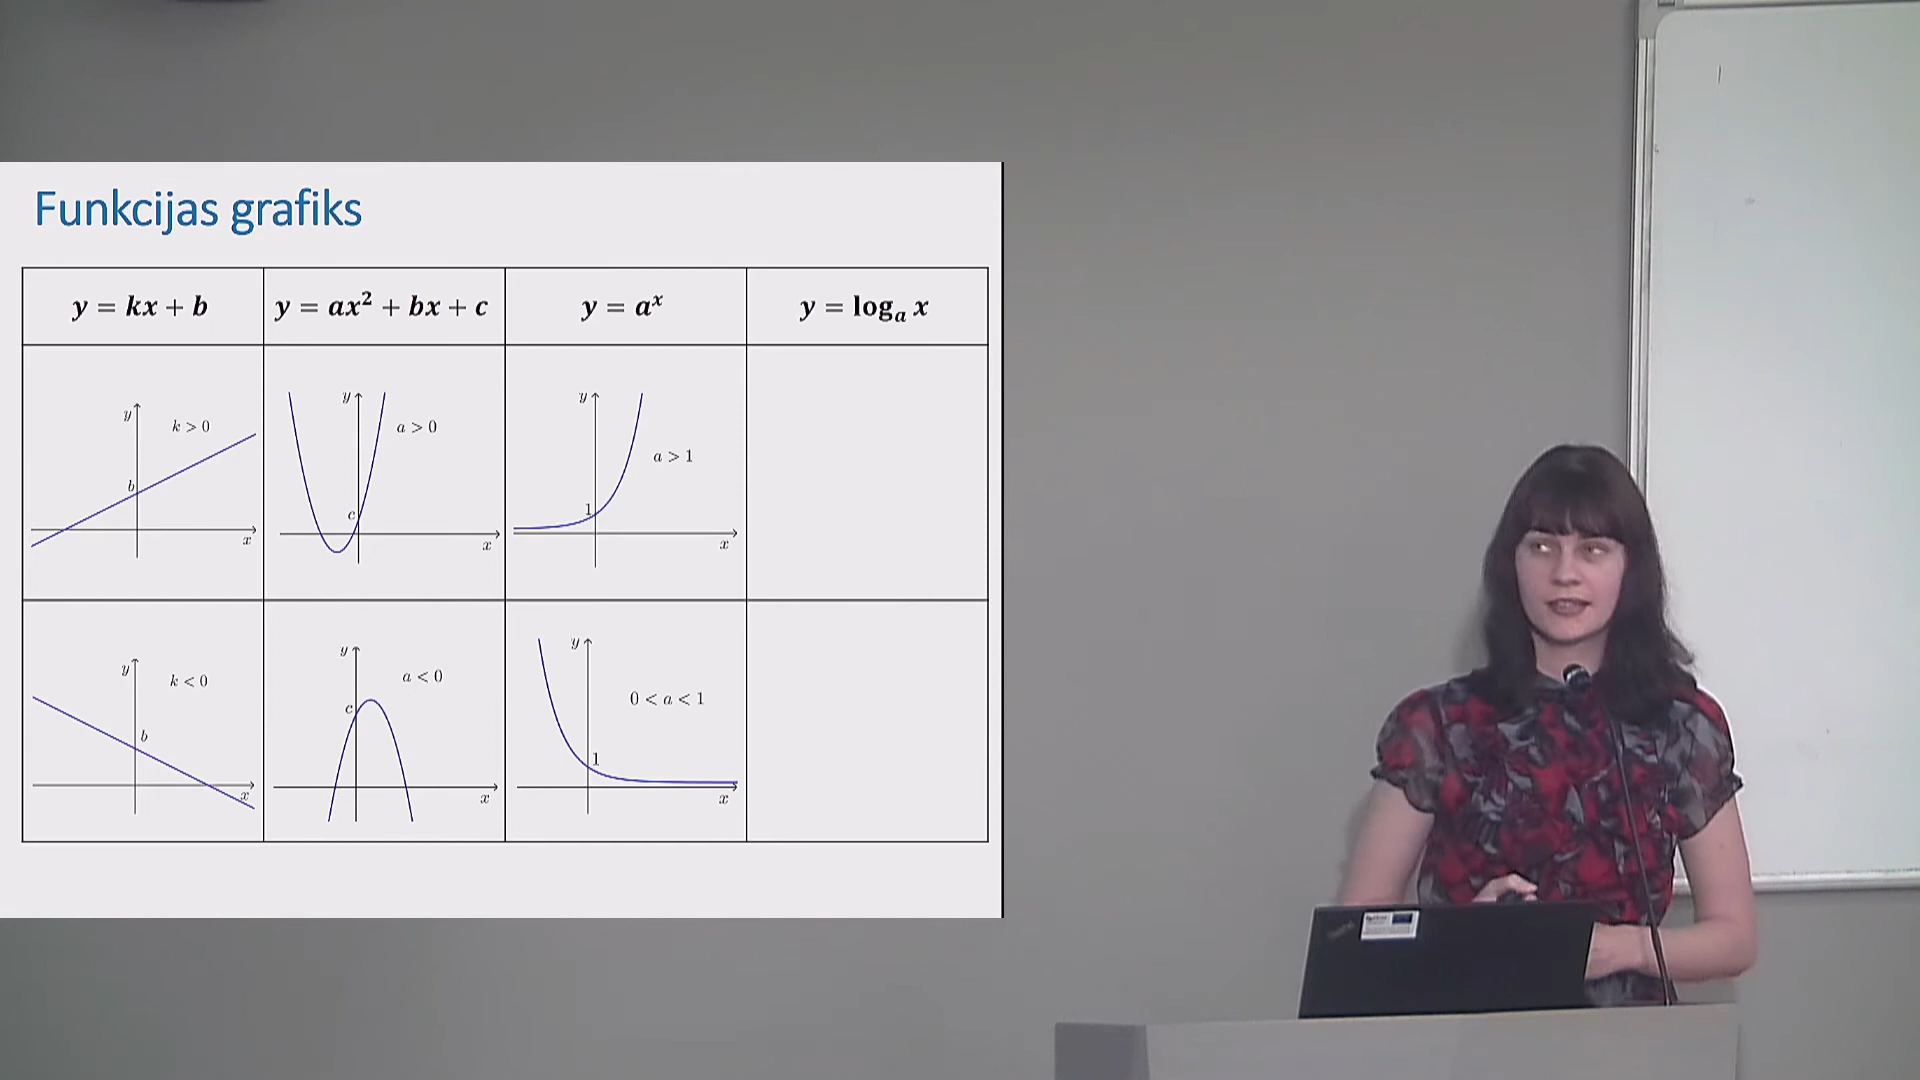 Funkcijas grafiks
y = kx + b
y = ax² + bx + c
y = aˣ
y = logₐ x
y
k > 0
b
x
y
a > 0
c
x
y
a > 1
1
x
y
k < 0
b
x
y
a < 0
c
x
y
0 < a < 1
1
x